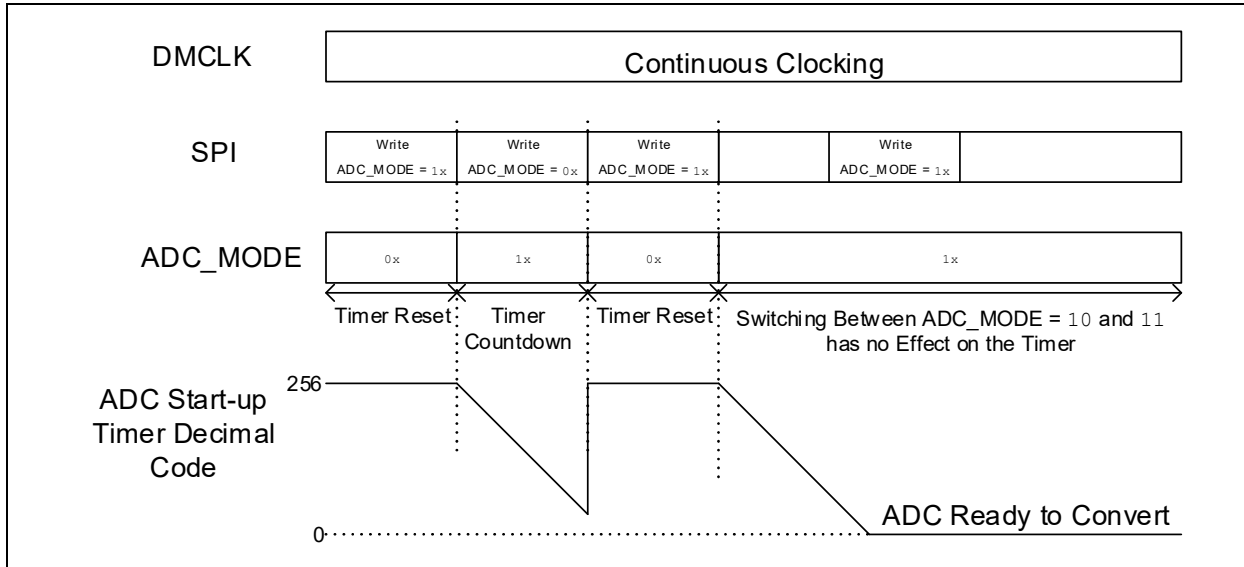 DMCLK
Continuous Clocking
SPI
Write
ADC_MODE = 1x
Write
ADC_MODE = 0x
Write
ADC_MODE = 1x
Write
ADC_MODE = 1x
ADC_MODE
0x
1x
0x
1x
Timer Reset
Timer
Countdown
Timer Reset
Switching Between ADC_MODE = 10 and 11
has no Effect on the Timer
ADC Start-up
Timer Decimal
Code
256
0
ADC Ready to Convert